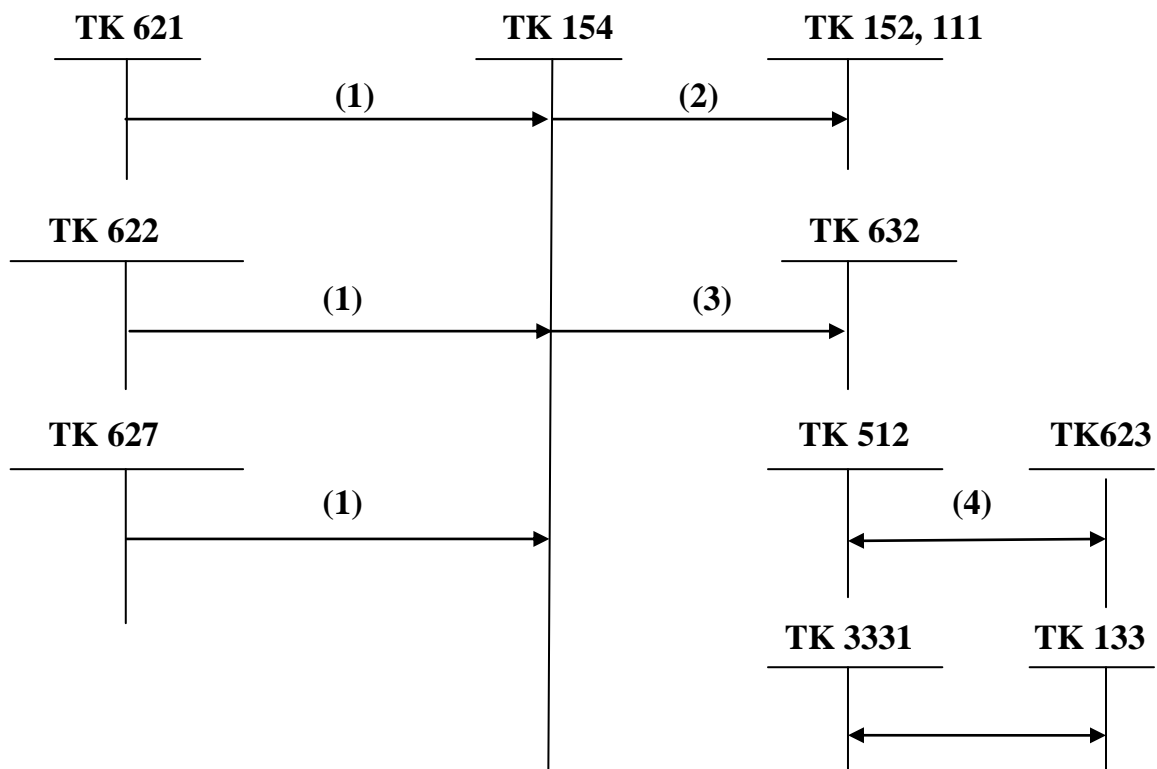 TK 621 TK 154 TK 152, 111
(1) (2)
TK 622 TK 632
(1) (3)
TK 627 TK 512 TK623
(1) (4)
TK 3331 TK 133